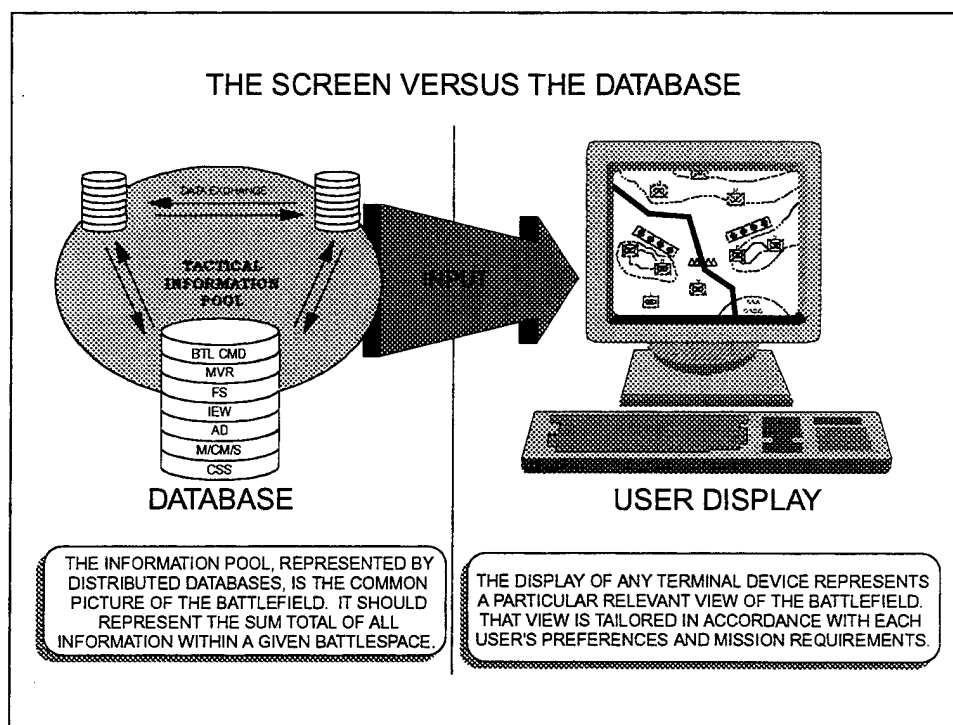 THE SCREEN VERSUS THE DATABASE
DATA EXCHANGE
TACTICAL
INFORMATION
POOL
BTL CMD
MVR
FS
IEW
AD
M/CM/S
CSS
DATABASE
USER DISPLAY
THE INFORMATION POOL, REPRESENTED BY
DISTRIBUTED DATABASES, IS THE COMMON
PICTURE OF THE BATTLEFIELD. IT SHOULD
REPRESENT THE SUM TOTAL OF ALL
INFORMATION WITHIN A GIVEN BATTLESPACE.
THE DISPLAY OF ANY TERMINAL DEVICE REPRESENTS
A PARTICULAR RELEVANT VIEW OF THE BATTLEFIELD.
THAT VIEW IS TAILORED IN ACCORDANCE WITH EACH
USER'S PREFERENCES AND MISSION REQUIREMENTS.